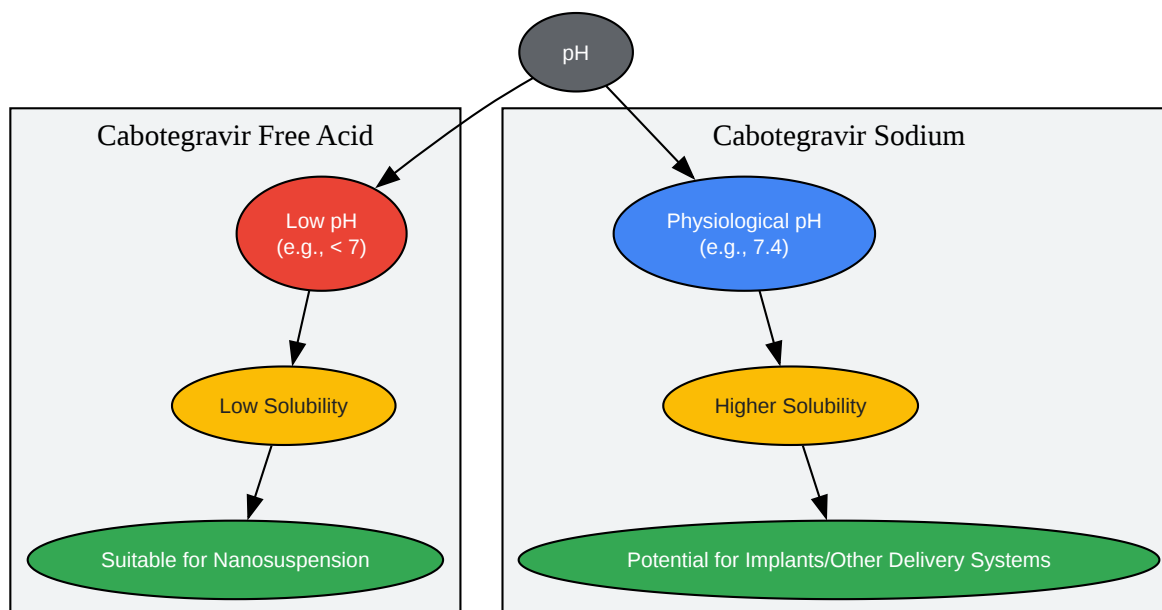 pH
Cabotegravir Free Acid
Low pH
(e.g., < 7)
Low Solubility
Suitable for Nanosuspension
Cabotegravir Sodium
Physiological pH
(e.g., 7.4)
Higher Solubility
Potential for Implants/Other Delivery Systems